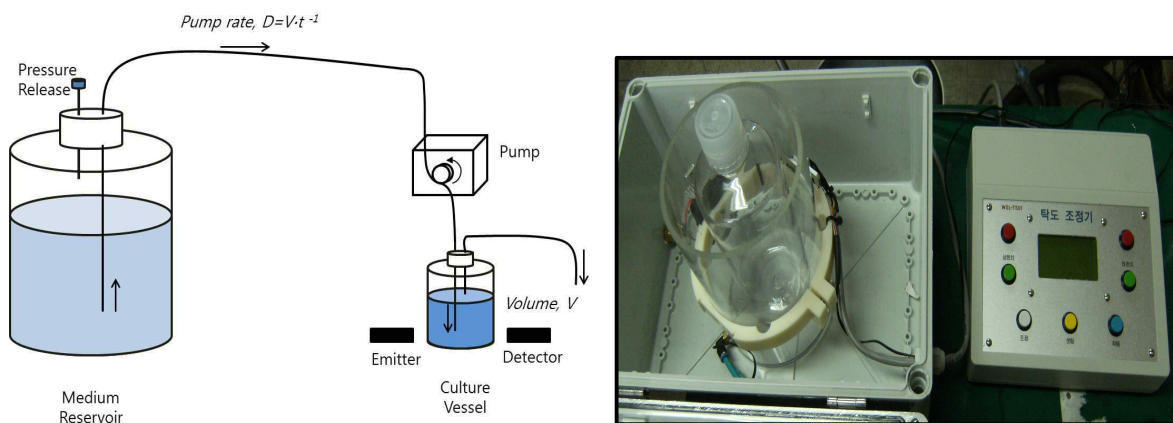 Pump rate, D=V·t⁻¹
Pressure
Release
Pump
Volume, V
Emitter
Detector
Medium
Reservoir
Culture
Vessel
탁도 조정기